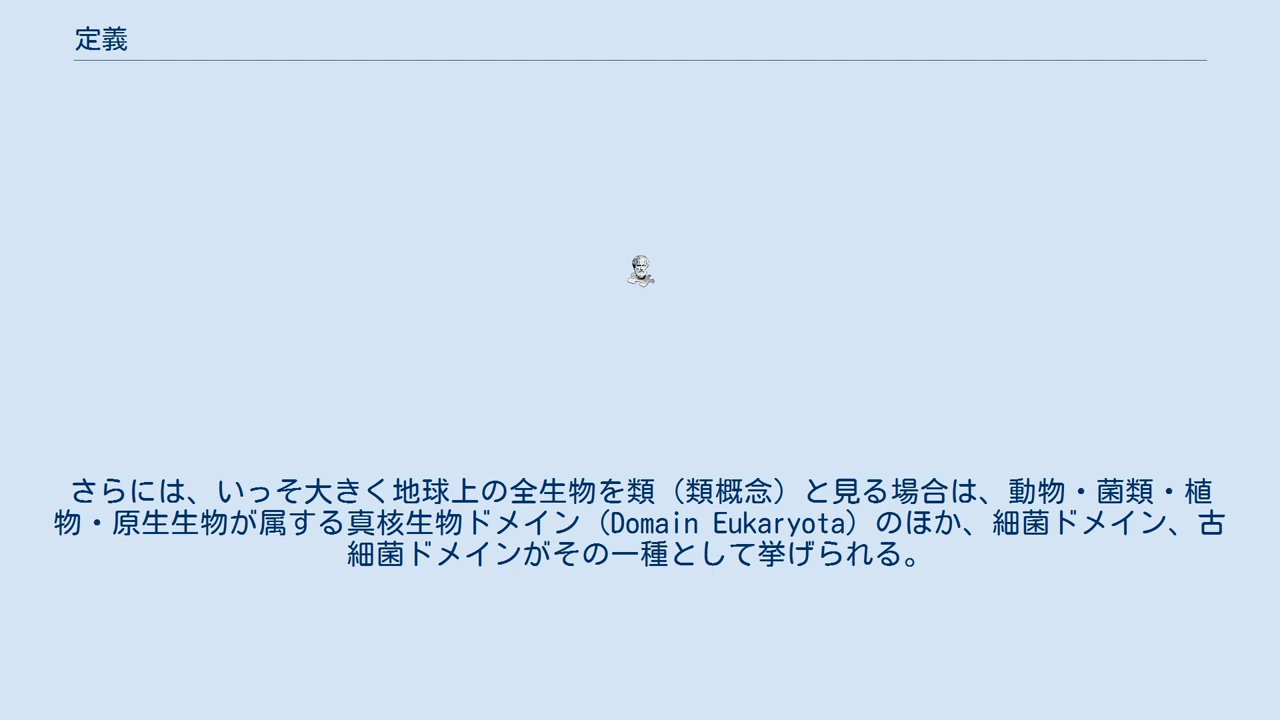 定義
さらには、いっそ大きく地球上の全生物を類（類概念）と見る場合は、動物・菌類・植
物・原生生物が属する真核生物ドメイン（Domain Eukaryota）のほか、細菌ドメイン、古
細菌ドメインがその一種として挙げられる。